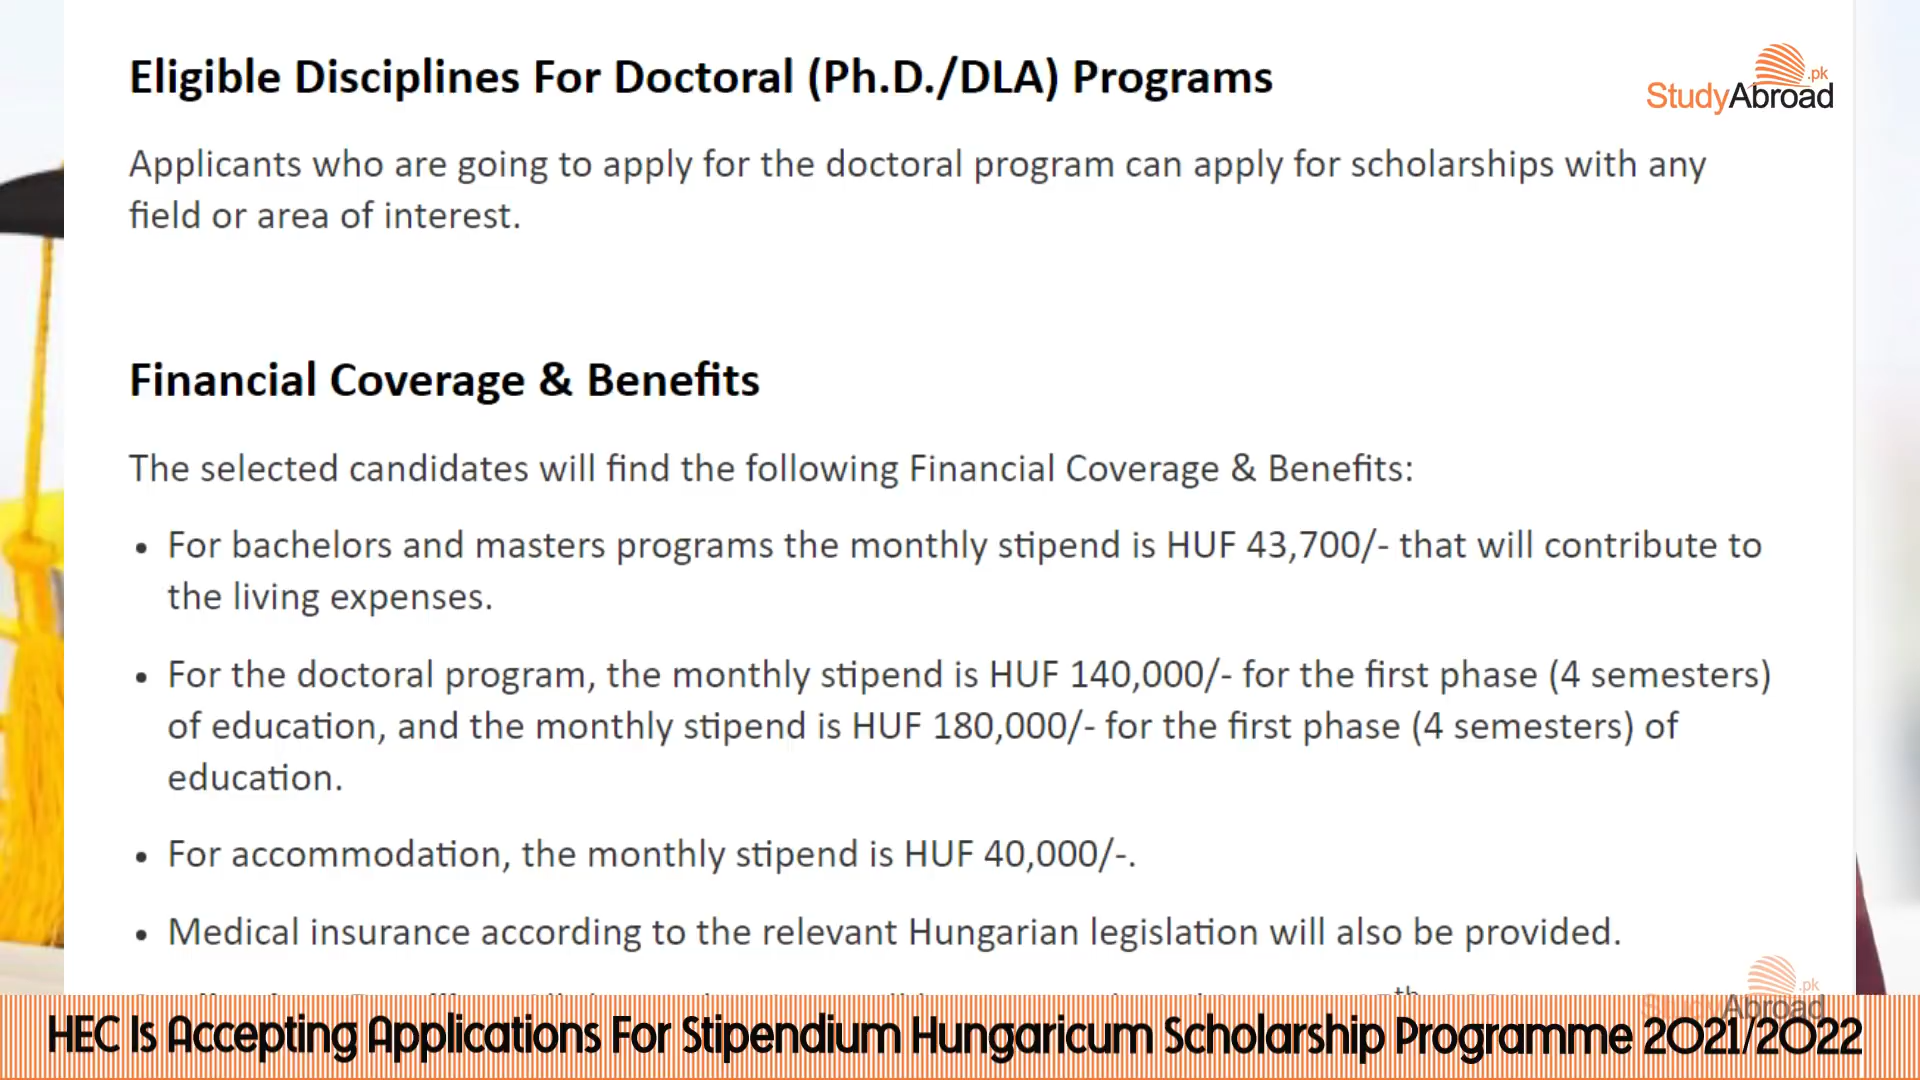 Eligible Disciplines For Doctoral (Ph.D./DLA) Programs
StudyAbroad.pk
Applicants who are going to apply for the doctoral program can apply for scholarships with any
field or area of interest.
Financial Coverage & Benefits
The selected candidates will find the following Financial Coverage & Benefits:
• For bachelors and masters programs the monthly stipend is HUF 43,700/- that will contribute to
the living expenses.
• For the doctoral program, the monthly stipend is HUF 140,000/- for the first phase (4 semesters)
of education, and the monthly stipend is HUF 180,000/- for the first phase (4 semesters) of
education.
• For accommodation, the monthly stipend is HUF 40,000/-.
• Medical insurance according to the relevant Hungarian legislation will also be provided.
StudyAbroad.pk
HEC Is Accepting Applications For Stipendium Hungaricum Scholarship Programme 2021/2022